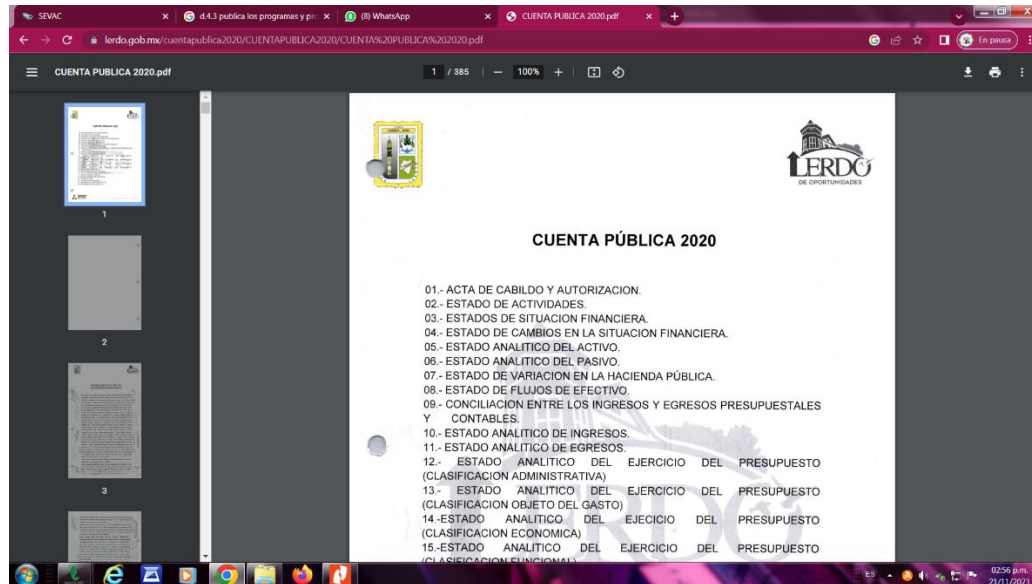 SEVAC
d.4.3 publica los programas y pro
(8) WhatsApp
CUENTA PUBLICA 2020.pdf
lerdo.gob.mx/cuentapublica2020/CUENTAPUBLICA2020/CUENTA%20PUBLICA%202020.pdf
En pausa
CUENTA PUBLICA 2020.pdf
1 / 385
100%
1
2
3
LERDO
DE OPORTUNIDADES
CUENTA PÚBLICA 2020
01.- ACTA DE CABILDO Y AUTORIZACION.
02.- ESTADO DE ACTIVIDADES.
03.- ESTADOS DE SITUACION FINANCIERA.
04.- ESTADO DE CAMBIOS EN LA SITUACION FINANCIERA.
05.- ESTADO ANALITICO DEL ACTIVO.
06.- ESTADO ANALITICO DEL PASIVO.
07.- ESTADO DE VARIACION EN LA HACIENDA PÚBLICA.
08.- ESTADO DE FLUJOS DE EFECTIVO.
09.- CONCILIACION ENTRE LOS INGRESOS Y EGRESOS PRESUPUESTALES
Y CONTABLES.
10.- ESTADO ANALITICO DE INGRESOS.
11.- ESTADO ANALITICO DE EGRESOS.
12.- ESTADO ANALITICO DEL EJERCICIO DEL PRESUPUESTO
(CLASIFICACION ADMINISTRATIVA)
13.- ESTADO ANALITICO DEL EJERCICIO DEL PRESUPUESTO
(CLASIFICACION OBJETO DEL GASTO)
14.-ESTADO ANALITICO DEL EJECICIO DEL PRESUPUESTO
(CLASIFICACION ECONOMICA)
15.-ESTADO ANALITICO DEL EJERCICIO DEL PRESUPUESTO
(CLASIFICACION FUNCIONAL)
ES
02:56 p.m.
21/11/2023